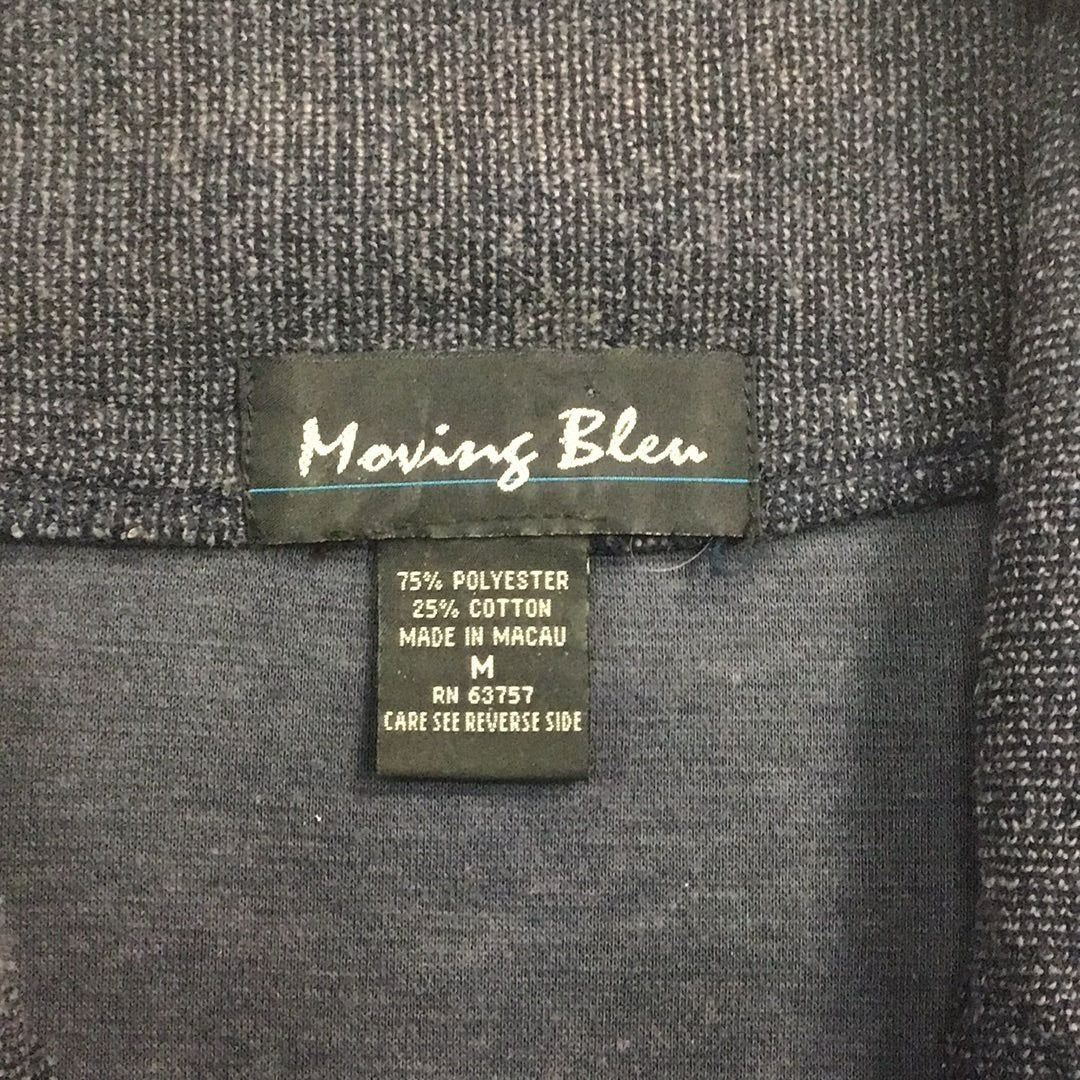 Moving Bleu
75% POLYESTER
25% COTTON
MADE IN MACAU
M
RN 63757
CARE SEE REVERSE SIDE